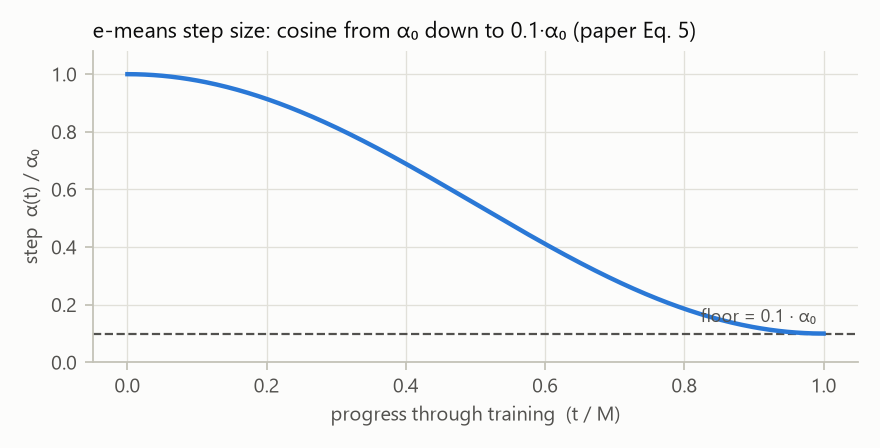 e-means step size: cosine from α₀ down to 0.1·α₀ (paper Eq. 5)
step α(t) / α₀
1.0
0.8
0.6
0.4
0.2
0.0
floor = 0.1 · α₀
0.0 0.2 0.4 0.6 0.8 1.0
progress through training (t / M)